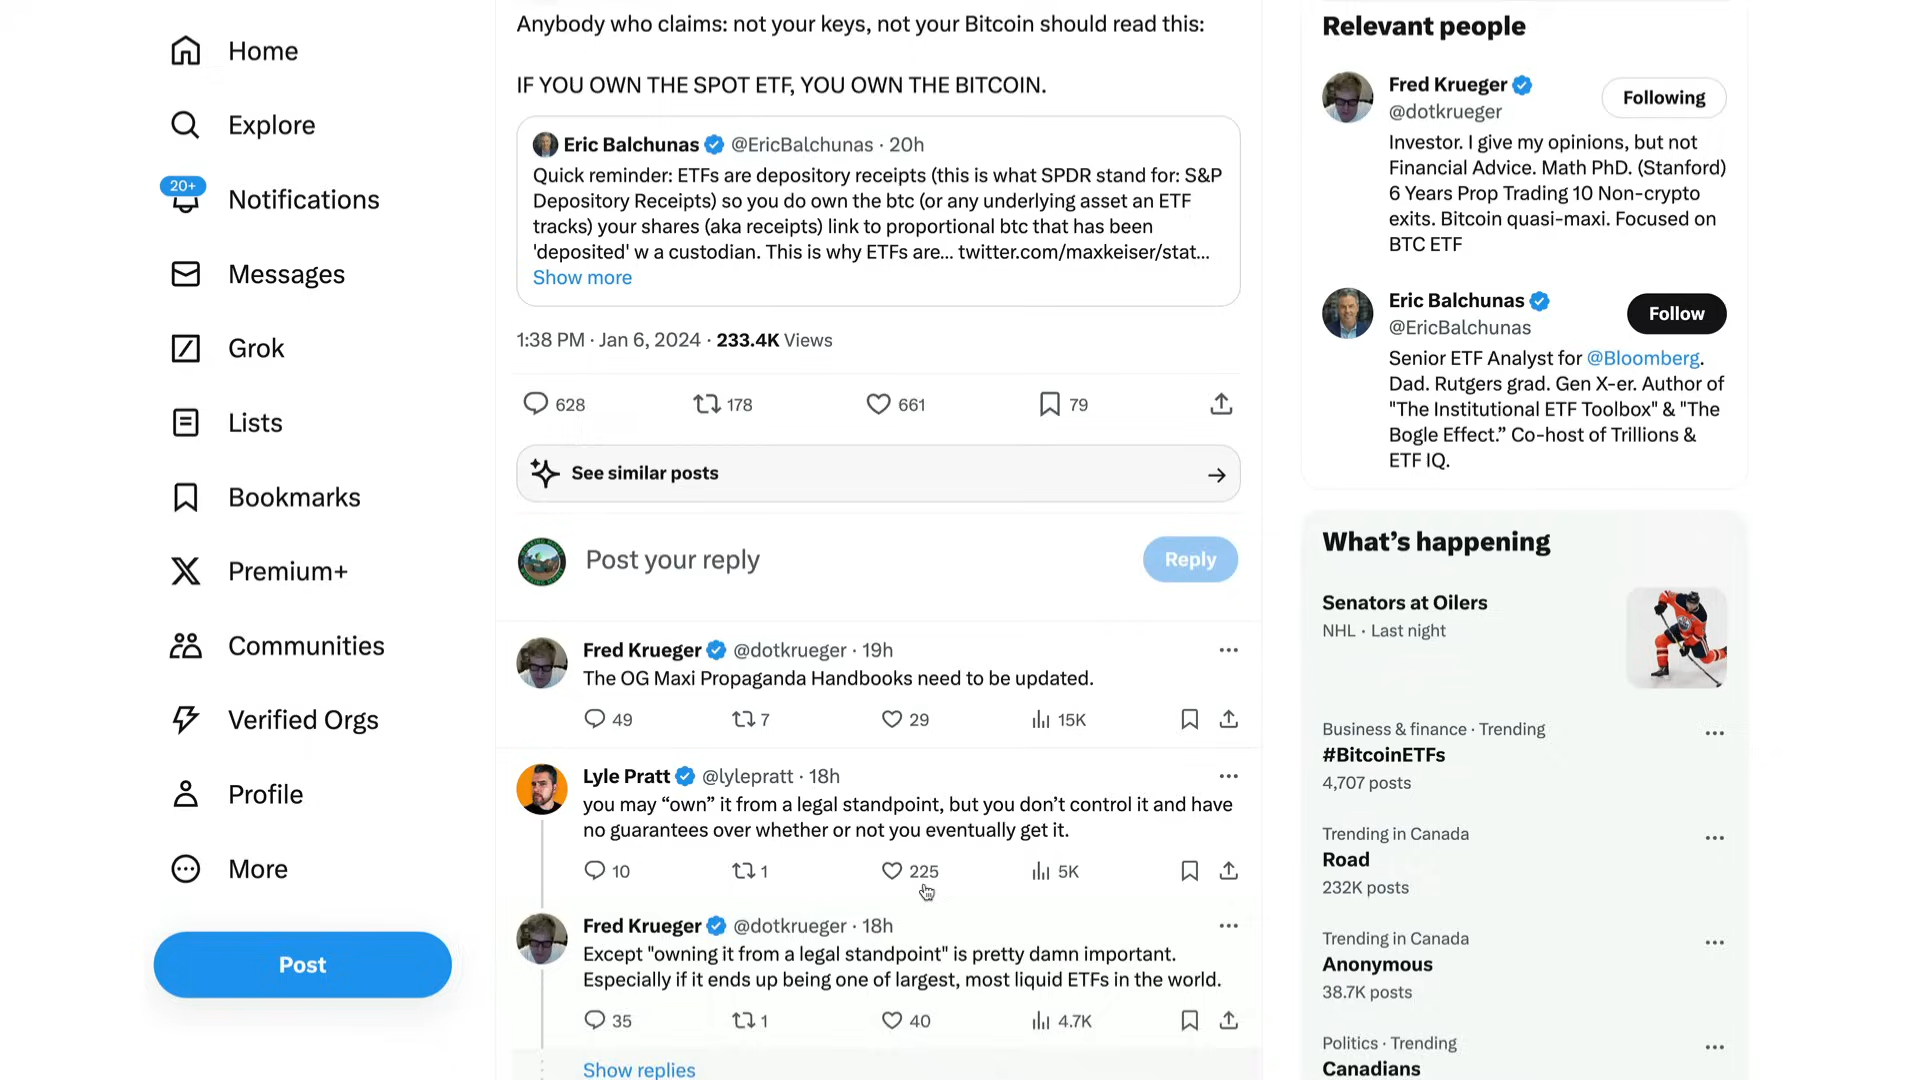 Home
Explore
20+
Notifications
Messages
Grok
Lists
Bookmarks
Premium+
Communities
Verified Orgs
Profile
More
Post
Anybody who claims: not your keys, not your Bitcoin should read this:
IF YOU OWN THE SPOT ETF, YOU OWN THE BITCOIN.
Eric Balchunas @EricBalchunas · 20h
Quick reminder: ETFs are depository receipts (this is what SPDR stand for: S&P
Depository Receipts) so you do own the btc (or any underlying asset an ETF
tracks) your shares (aka receipts) link to proportional btc that has been
'deposited' w a custodian. This is why ETFs are... twitter.com/maxkeiser/stat...
Show more
1:38 PM · Jan 6, 2024 · 233.4K Views
628 178 661 79
See similar posts
Post your reply
Reply
Fred Krueger @dotkrueger · 19h
The OG Maxi Propaganda Handbooks need to be updated.
49 7 29 15K
Lyle Pratt @lylepratt · 18h
you may “own” it from a legal standpoint, but you don’t control it and have
no guarantees over whether or not you eventually get it.
10 1 225 5K
Fred Krueger @dotkrueger · 18h
Except "owning it from a legal standpoint" is pretty damn important.
Especially if it ends up being one of largest, most liquid ETFs in the world.
35 1 40 4.7K
Show replies
Relevant people
Fred Krueger
@dotkrueger
Following
Investor. I give my opinions, but not
Financial Advice. Math PhD. (Stanford)
6 Years Prop Trading 10 Non-crypto
exits. Bitcoin quasi-maxi. Focused on
BTC ETF
Eric Balchunas
@EricBalchunas
Follow
Senior ETF Analyst for @Bloomberg.
Dad. Rutgers grad. Gen X-er. Author of
"The Institutional ETF Toolbox" & "The
Bogle Effect.” Co-host of Trillions &
ETF IQ.
What’s happening
Senators at Oilers
NHL · Last night
Business & finance · Trending
#BitcoinETFs
4,707 posts
Trending in Canada
Road
232K posts
Trending in Canada
Anonymous
38.7K posts
Politics · Trending
Canadians